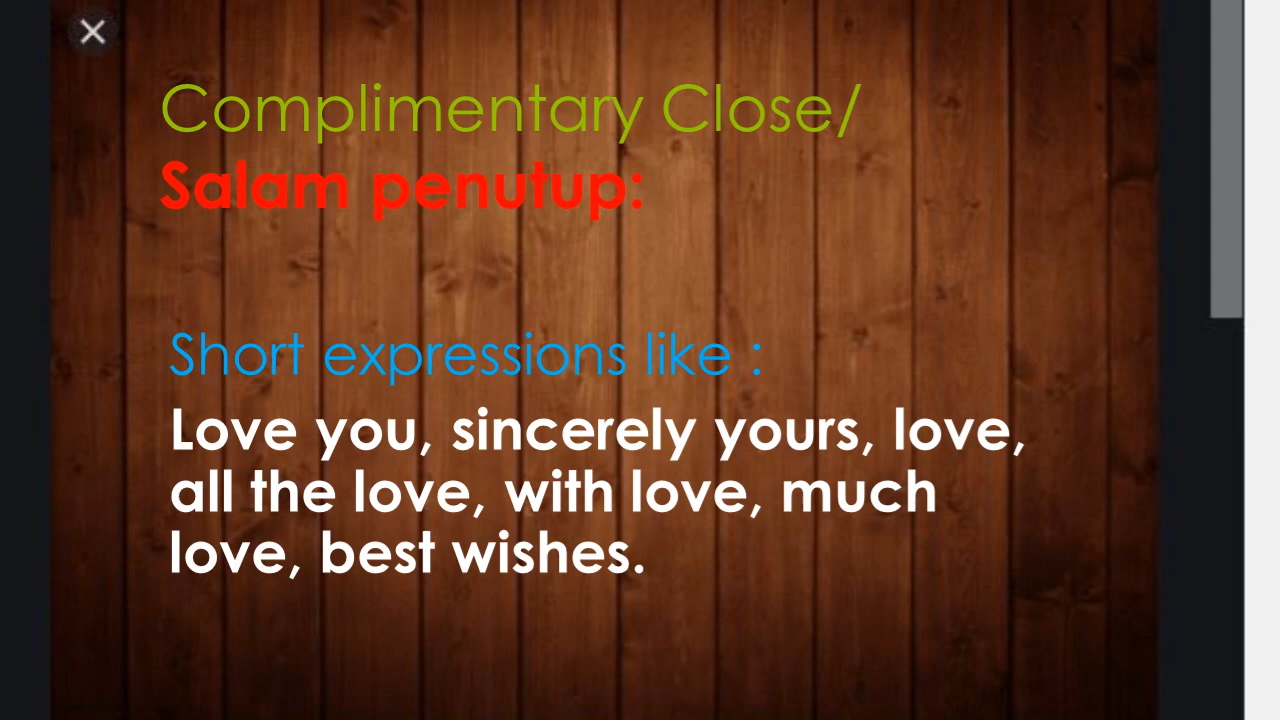 Complimentary Close/
Salam penutup:
Short expressions like :
Love you, sincerely yours, love,
all the love, with love, much
love, best wishes.